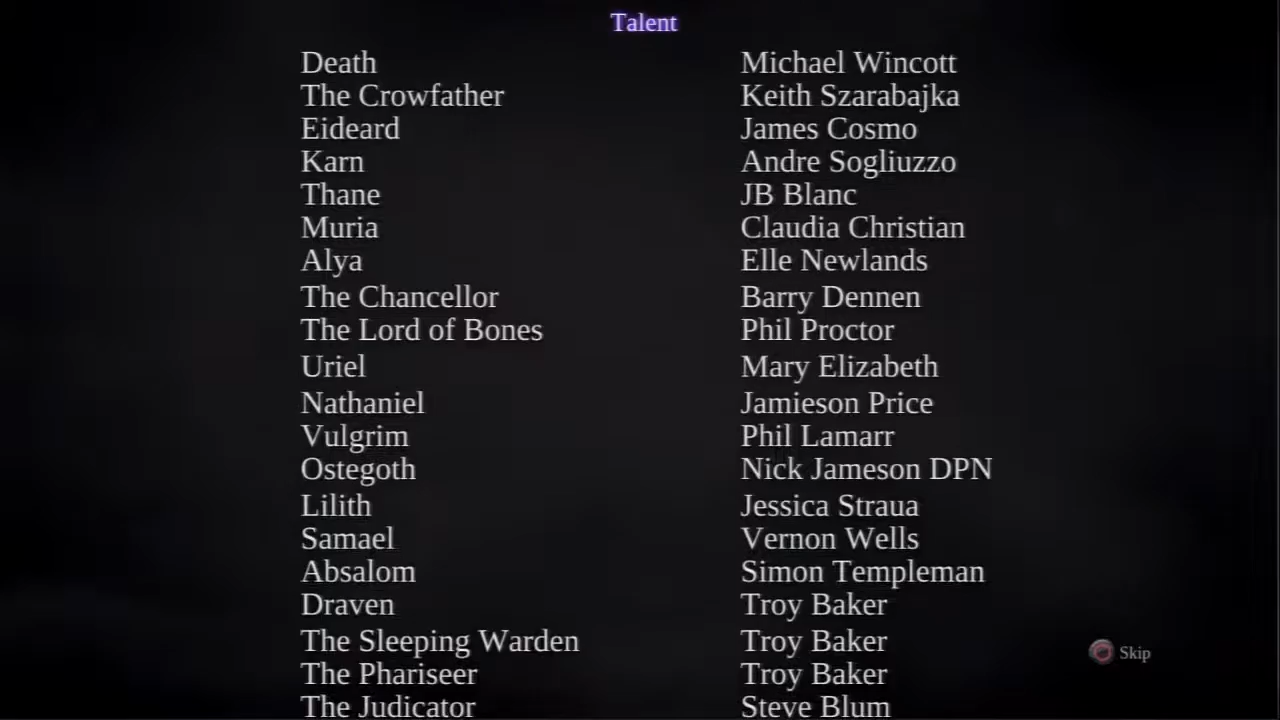 Talent
Death Michael Wincott
The Crowfather Keith Szarabajka
Eideard James Cosmo
Karn Andre Sogliuzzo
Thane JB Blanc
Muria Claudia Christian
Alya Elle Newlands
The Chancellor Barry Dennen
The Lord of Bones Phil Proctor
Uriel Mary Elizabeth
Nathaniel Jamieson Price
Vulgrim Phil Lamarr
Ostegoth Nick Jameson DPN
Lilith Jessica Straua
Samael Vernon Wells
Absalom Simon Templeman
Draven Troy Baker
The Sleeping Warden Troy Baker
Skip
The Phariseer Troy Baker
The Judicator Steve Blum